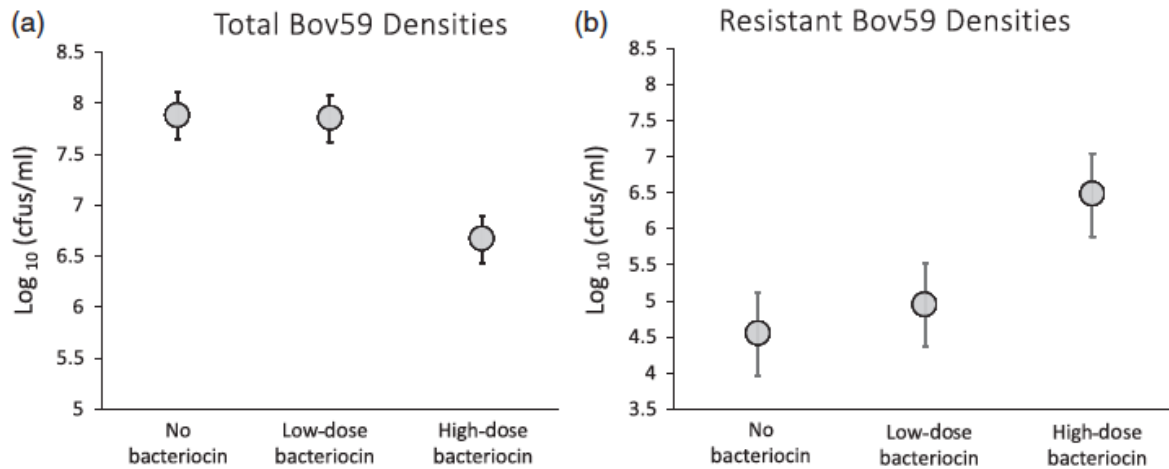 (a) Total Bov59 Densities
8.5
8
7.5
7
6.5
6
5.5
5
Log 10 (cfus/ml)
No bacteriocin
Low-dose bacteriocin
High-dose bacteriocin
(b) Resistant Bov59 Densities
8.5
8
7.5
7
6.5
6
5.5
5
4.5
4
3.5
Log 10 (cfus/ml)
No bacteriocin
Low-dose bacteriocin
High-dose bacteriocin